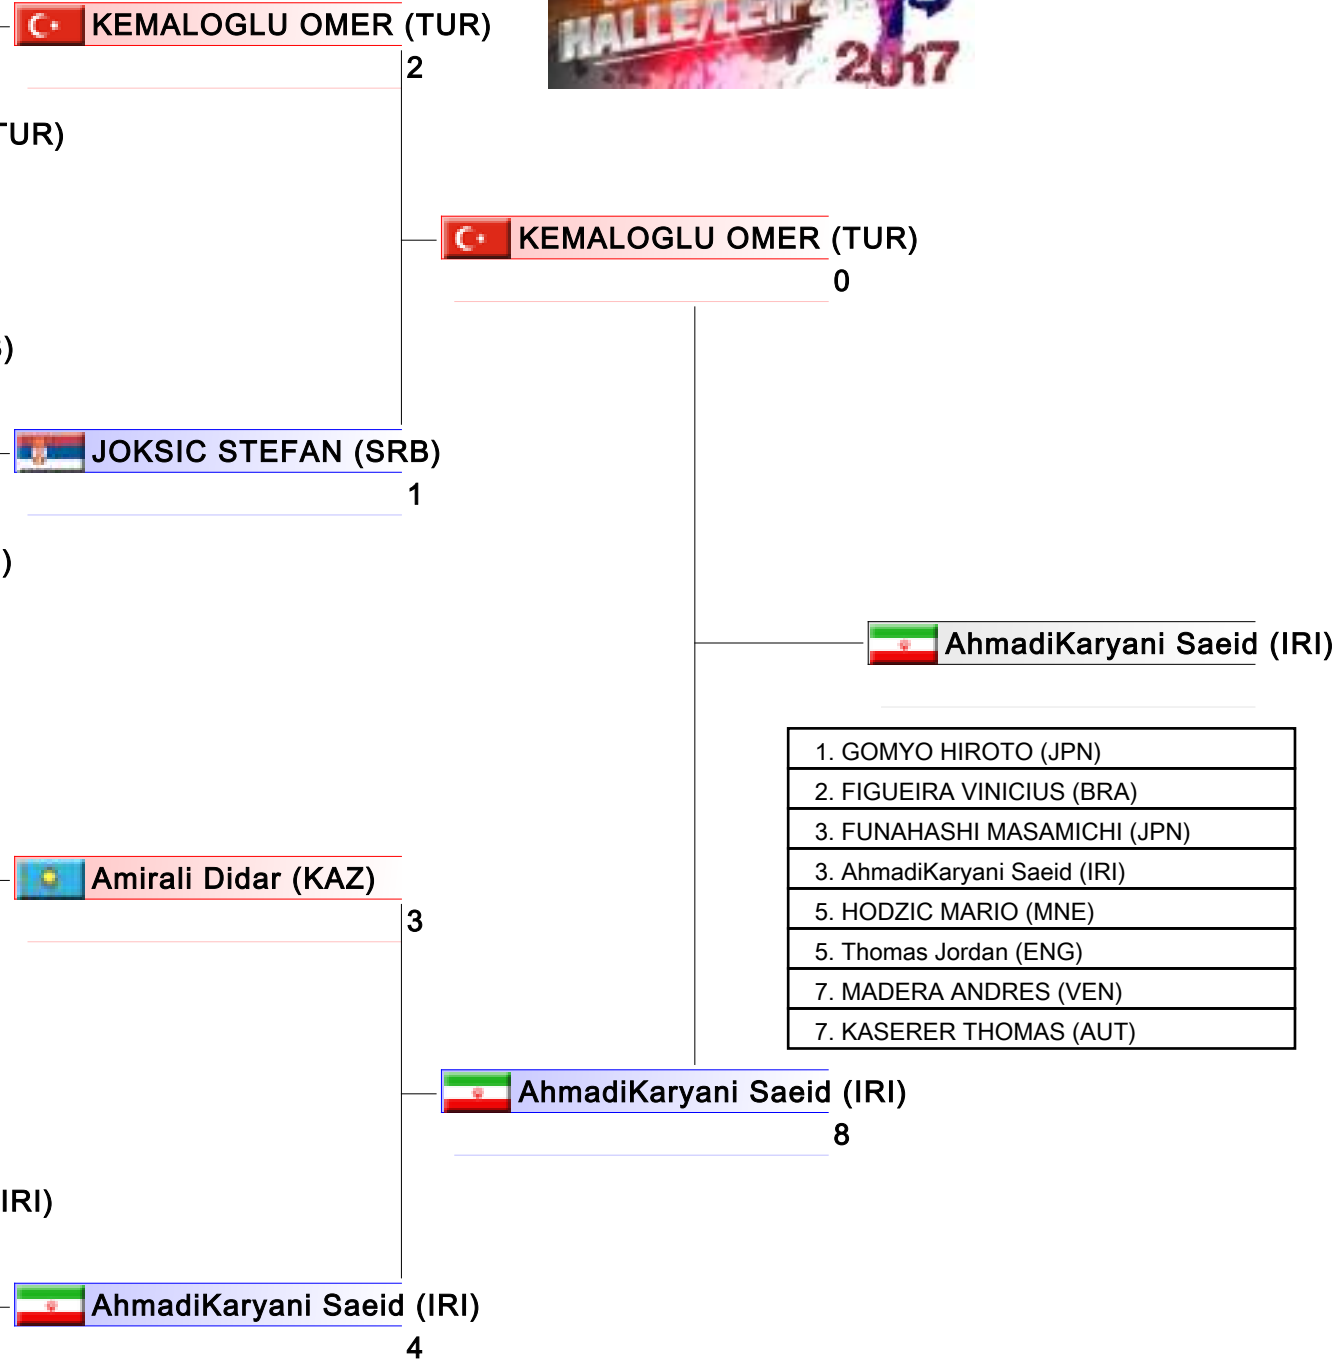 KEMALOGLU OMER (TUR)
2
HALLE/LEIPZIG
2017
TUR)
KEMALOGLU OMER (TUR)
0
)
JOKSIC STEFAN (SRB)
1
)
AhmadiKaryani Saeid (IRI)
1. GOMYO HIROTO (JPN)
2. FIGUEIRA VINICIUS (BRA)
3. FUNAHASHI MASAMICHI (JPN)
3. AhmadiKaryani Saeid (IRI)
5. HODZIC MARIO (MNE)
5. Thomas Jordan (ENG)
7. MADERA ANDRES (VEN)
7. KASERER THOMAS (AUT)
Amirali Didar (KAZ)
3
AhmadiKaryani Saeid (IRI)
8
IRI)
AhmadiKaryani Saeid (IRI)
4